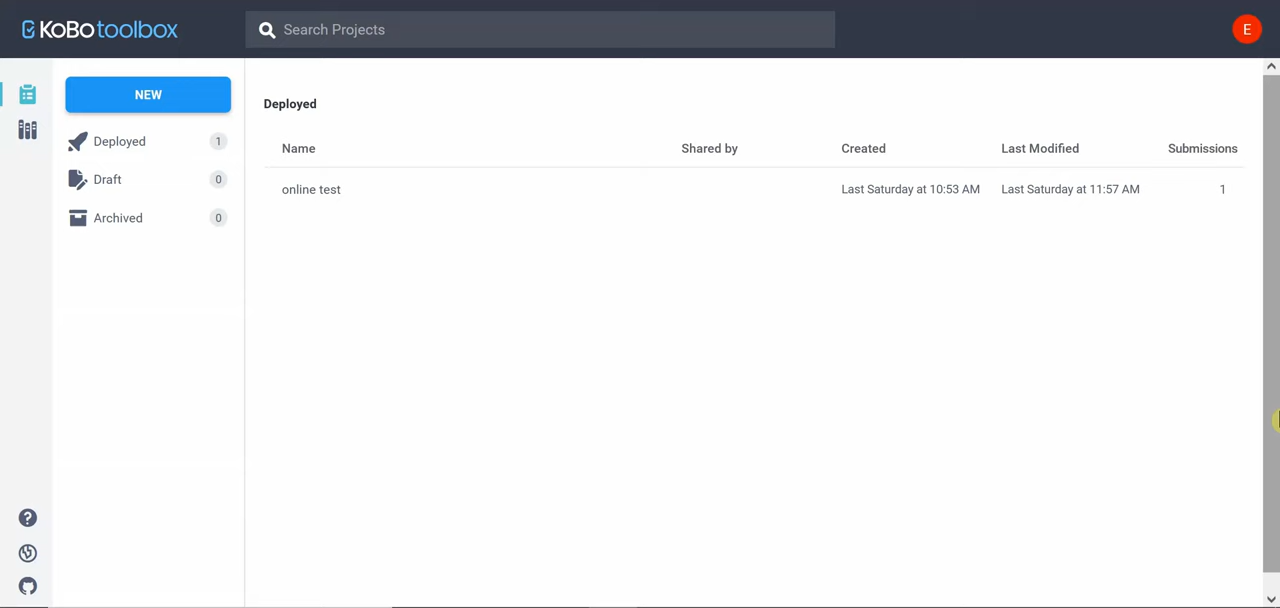 KoBotoolbox
Search Projects
E
NEW
Deployed 1
Draft 0
Archived 0
Deployed
Name Shared by Created Last Modified Submissions
online test Last Saturday at 10:53 AM Last Saturday at 11:57 AM 1
?